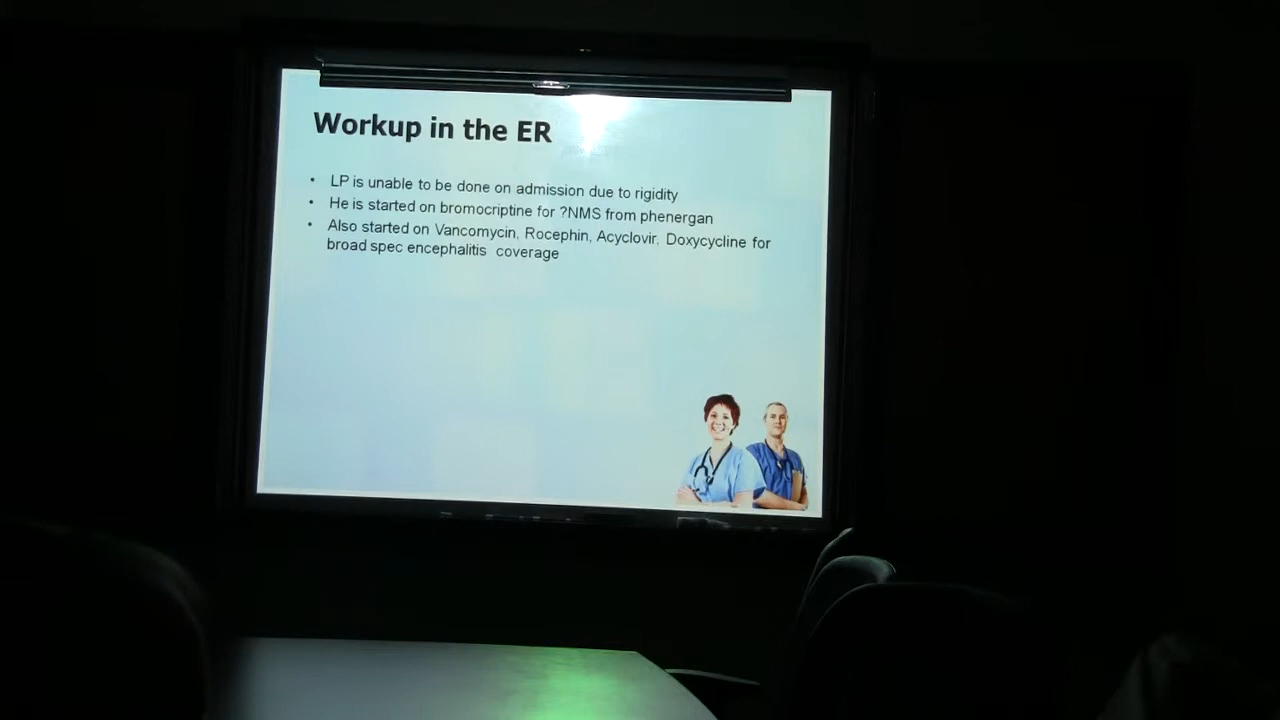 Workup in the ER
• LP is unable to be done on admission due to rigidity
• He is started on bromocriptine for ?NMS from phenergan
• Also started on Vancomycin, Rocephin, Acyclovir, Doxycycline for
broad spec encephalitis coverage